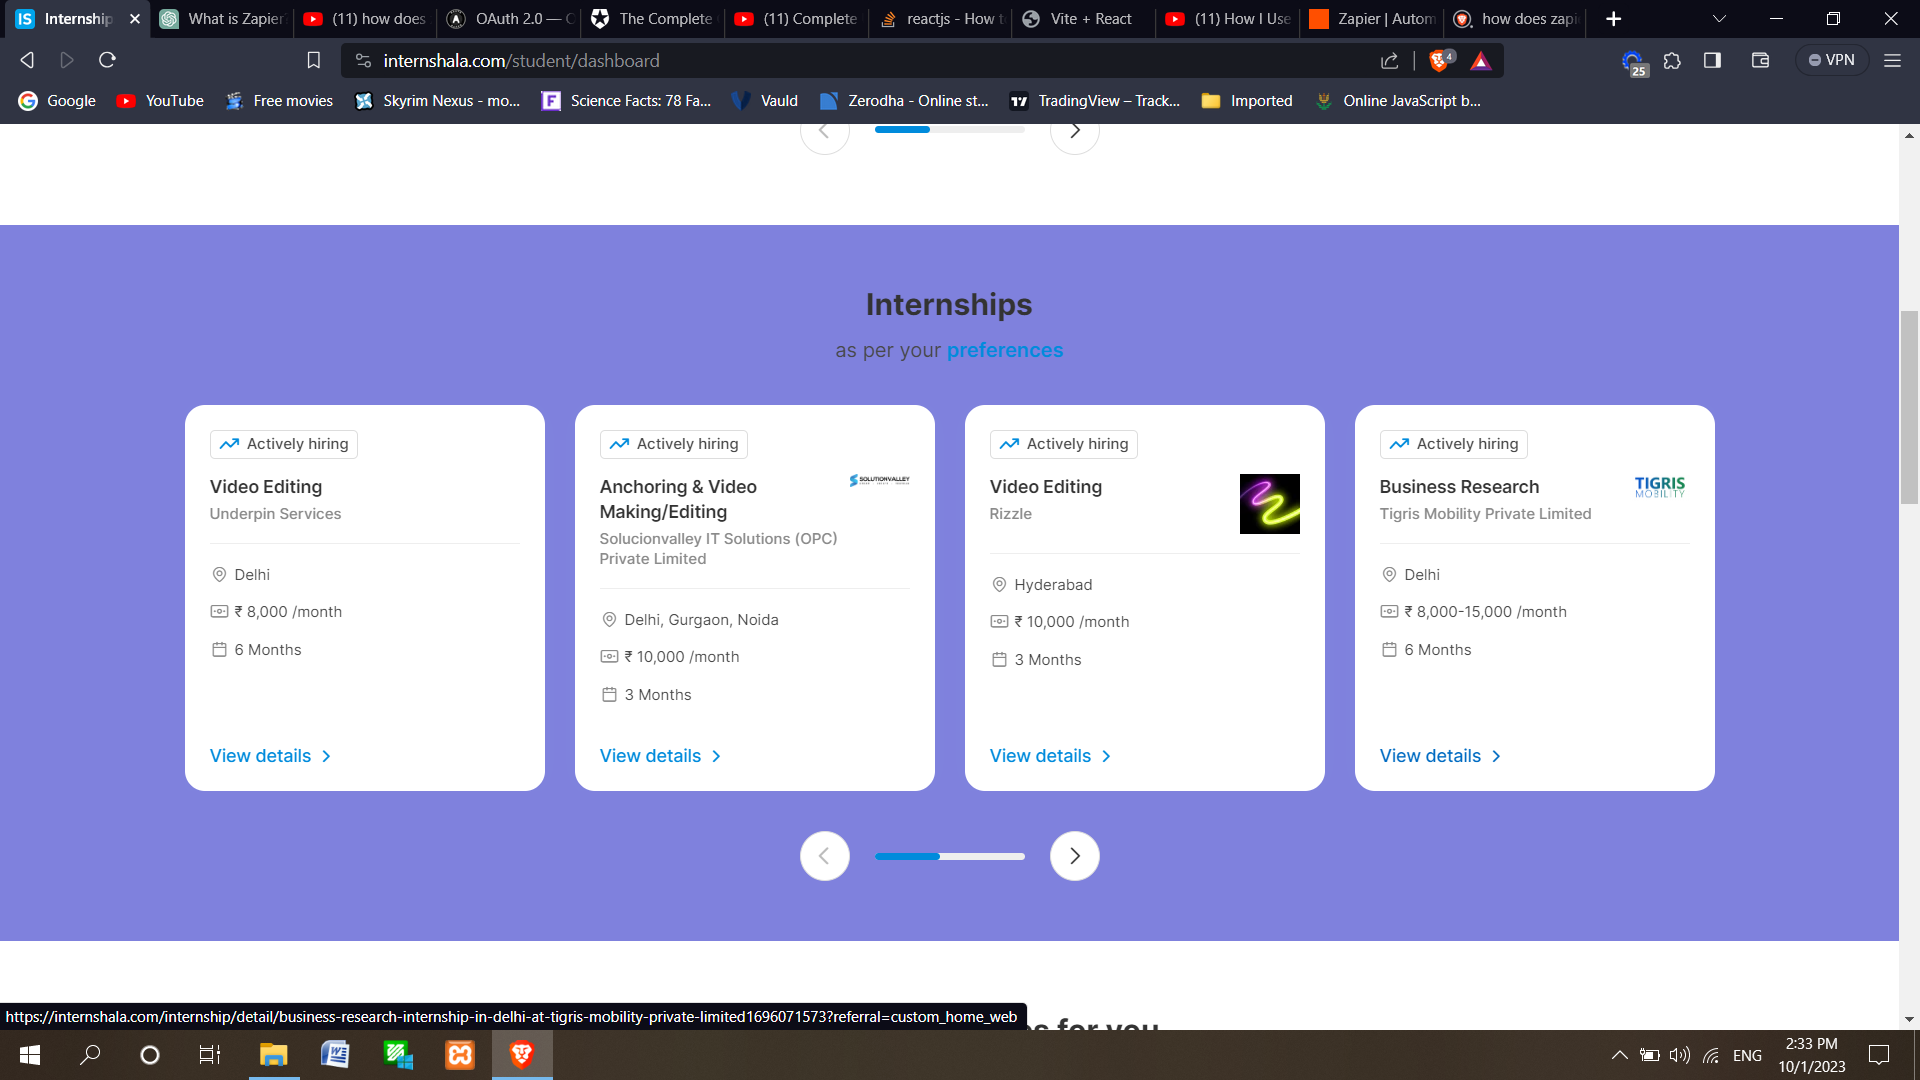 Internship
What is Zapier?
(11) how does
OAuth 2.0 — O
The Complete
(11) Complete
reactjs - How t
Vite + React
(11) How I Use
Zapier | Autom
how does zapi
internshala.com/student/dashboard
4
25
VPN
Google
YouTube
Free movies
Skyrim Nexus - mo...
Science Facts: 78 Fa...
Vauld
Zerodha - Online st...
TradingView – Track...
Imported
Online JavaScript b...
Internships
as per your preferences
Actively hiring
Video Editing
Underpin Services
Delhi
₹ 8,000 /month
6 Months
View details
Actively hiring
SOLUTIONVALLEY
Anchoring & Video
Making/Editing
Solucionvalley IT Solutions (OPC)
Private Limited
Delhi, Gurgaon, Noida
₹ 10,000 /month
3 Months
View details
Actively hiring
Video Editing
Rizzle
Hyderabad
₹ 10,000 /month
3 Months
View details
Actively hiring
TIGRIS
MOBILITY
Business Research
Tigris Mobility Private Limited
Delhi
₹ 8,000-15,000 /month
6 Months
View details
for you
https://internshala.com/internship/detail/business-research-internship-in-delhi-at-tigris-mobility-private-limited1696071573?referral=custom_home_web
ENG
2:33 PM
10/1/2023